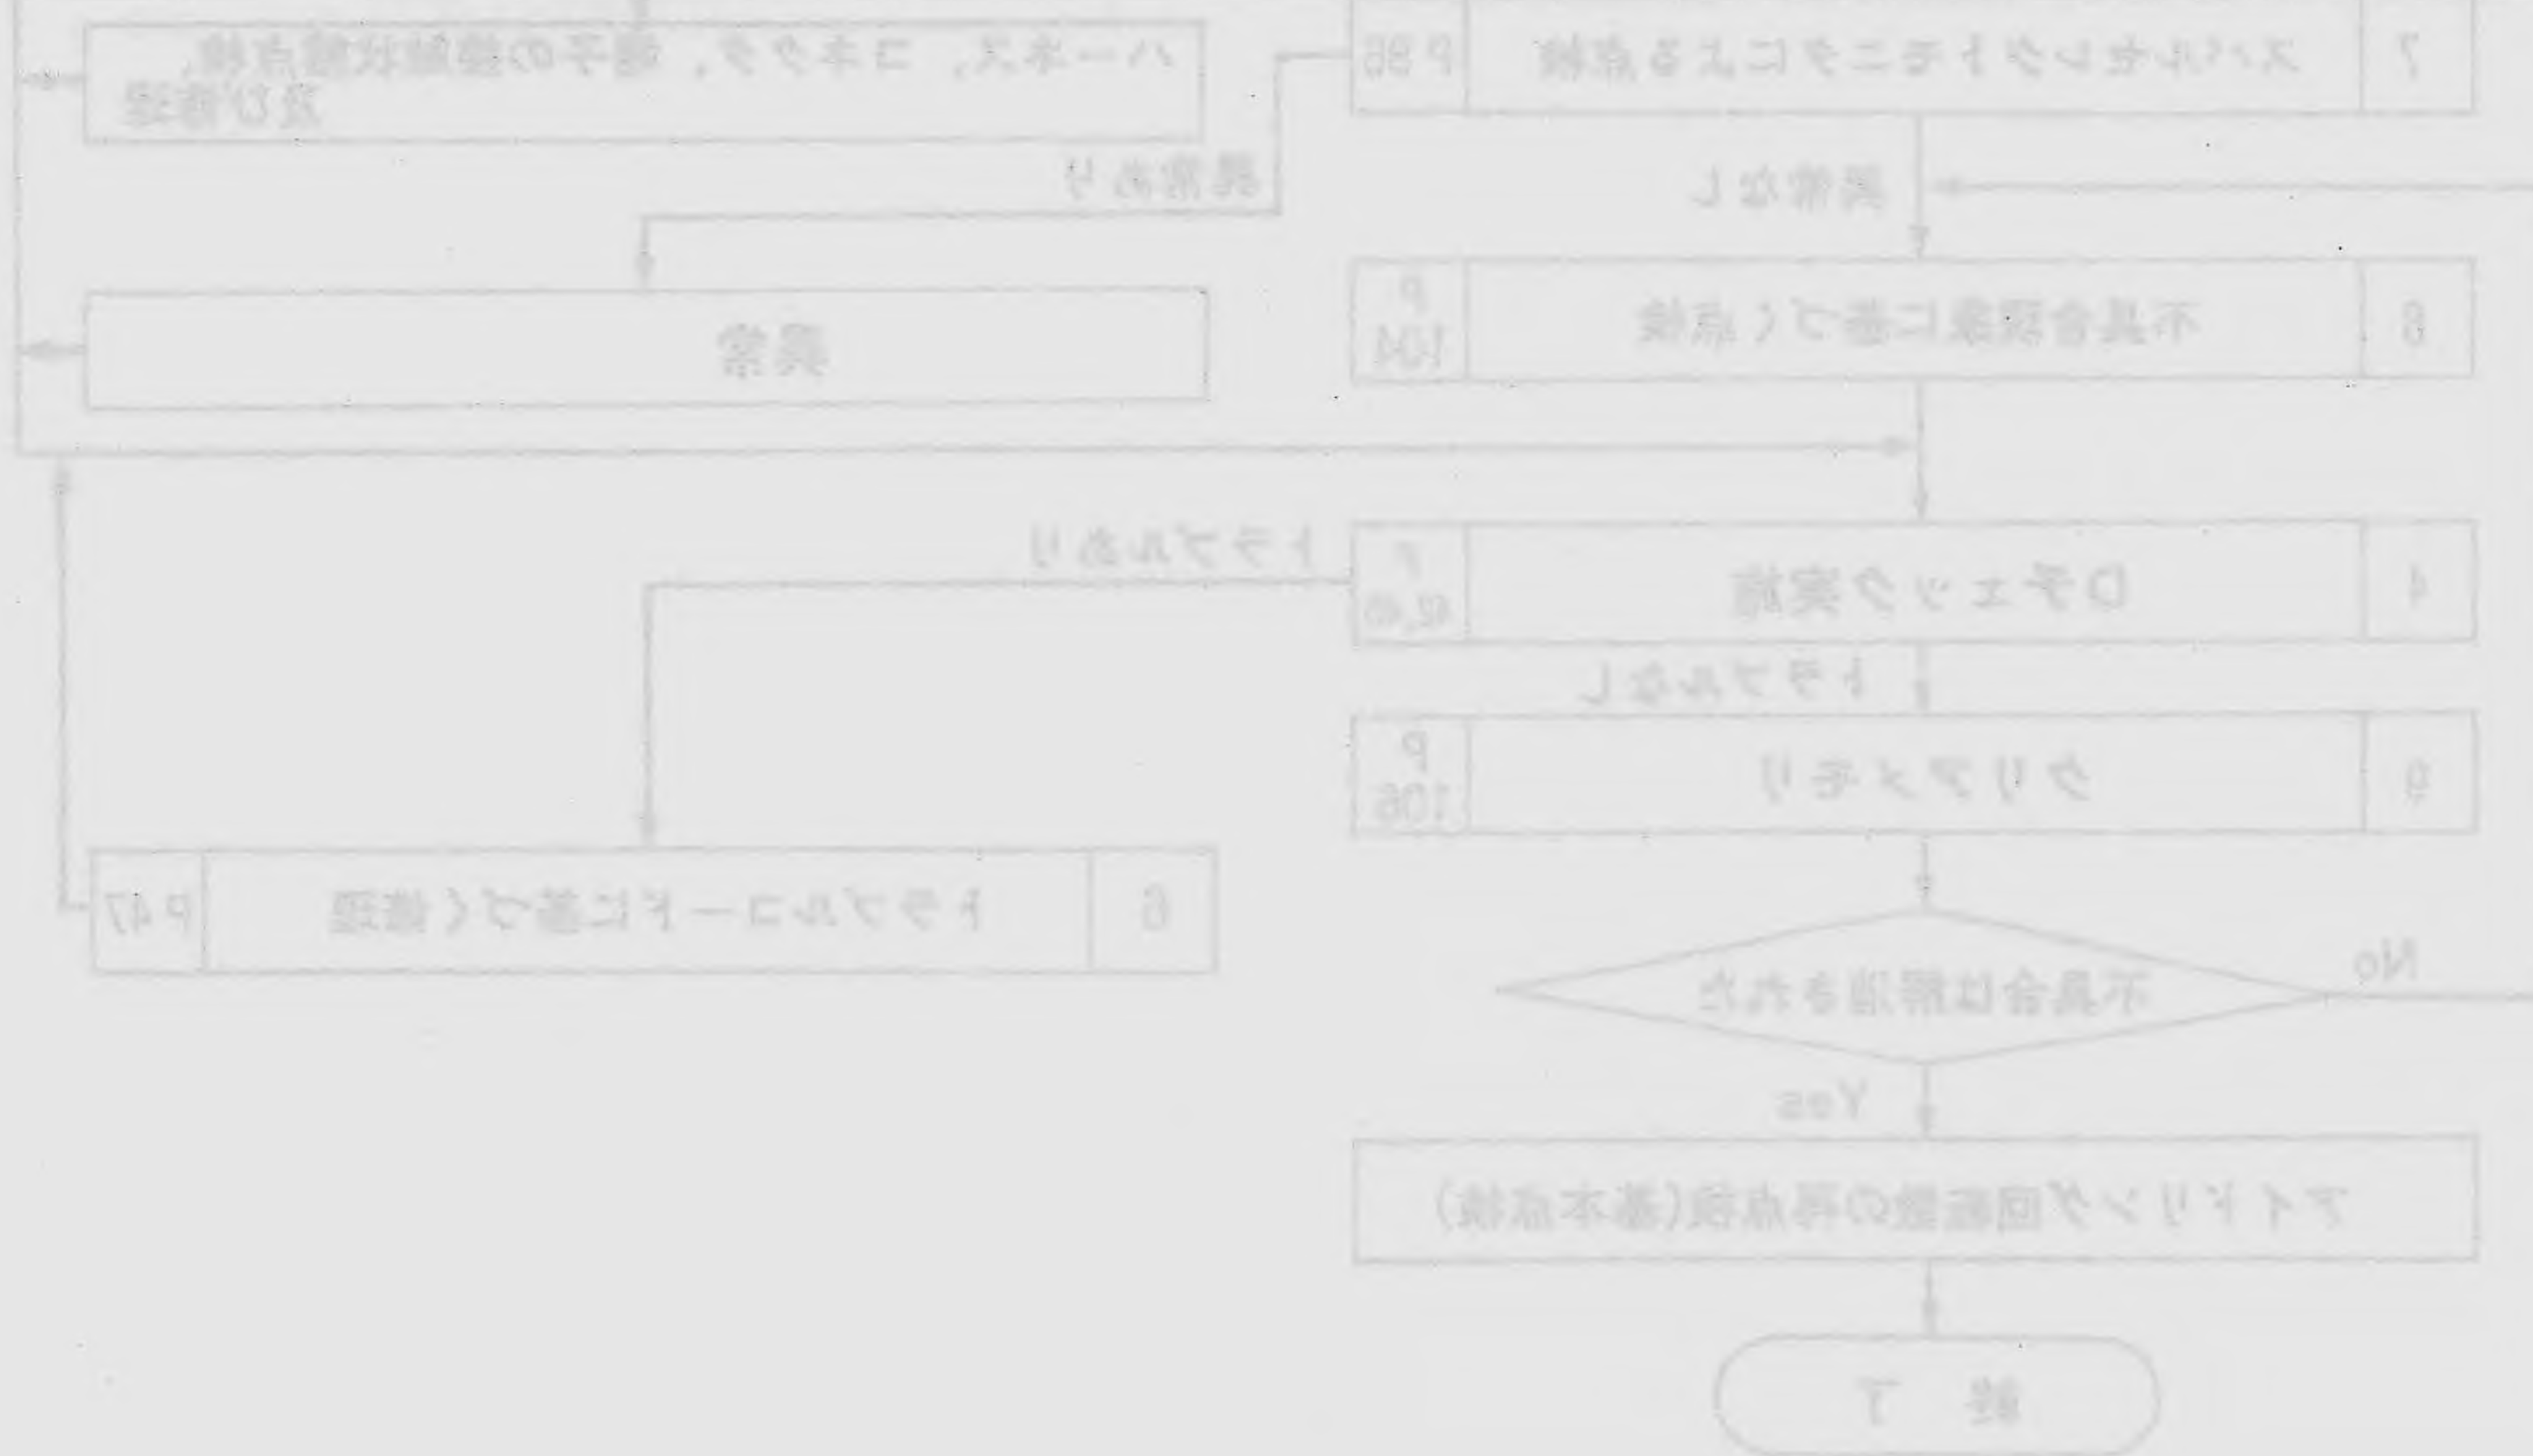 7 スバルセレクトモニタによる点検 P 86
ハーネス、コネクタ、端子の接触状態点検、
及び修理
異常なし
異常あり
8 不具合現象に基づく点検 P
104
異常
4 Dチェック実施
トラブルあり
トラブルなし
9 クリアメモリ P
106
6 トラブルコードに基づく修理 P47
不具合は解消された
No
Yes
アイドリング回転数の再点検(基本点検)
終 了